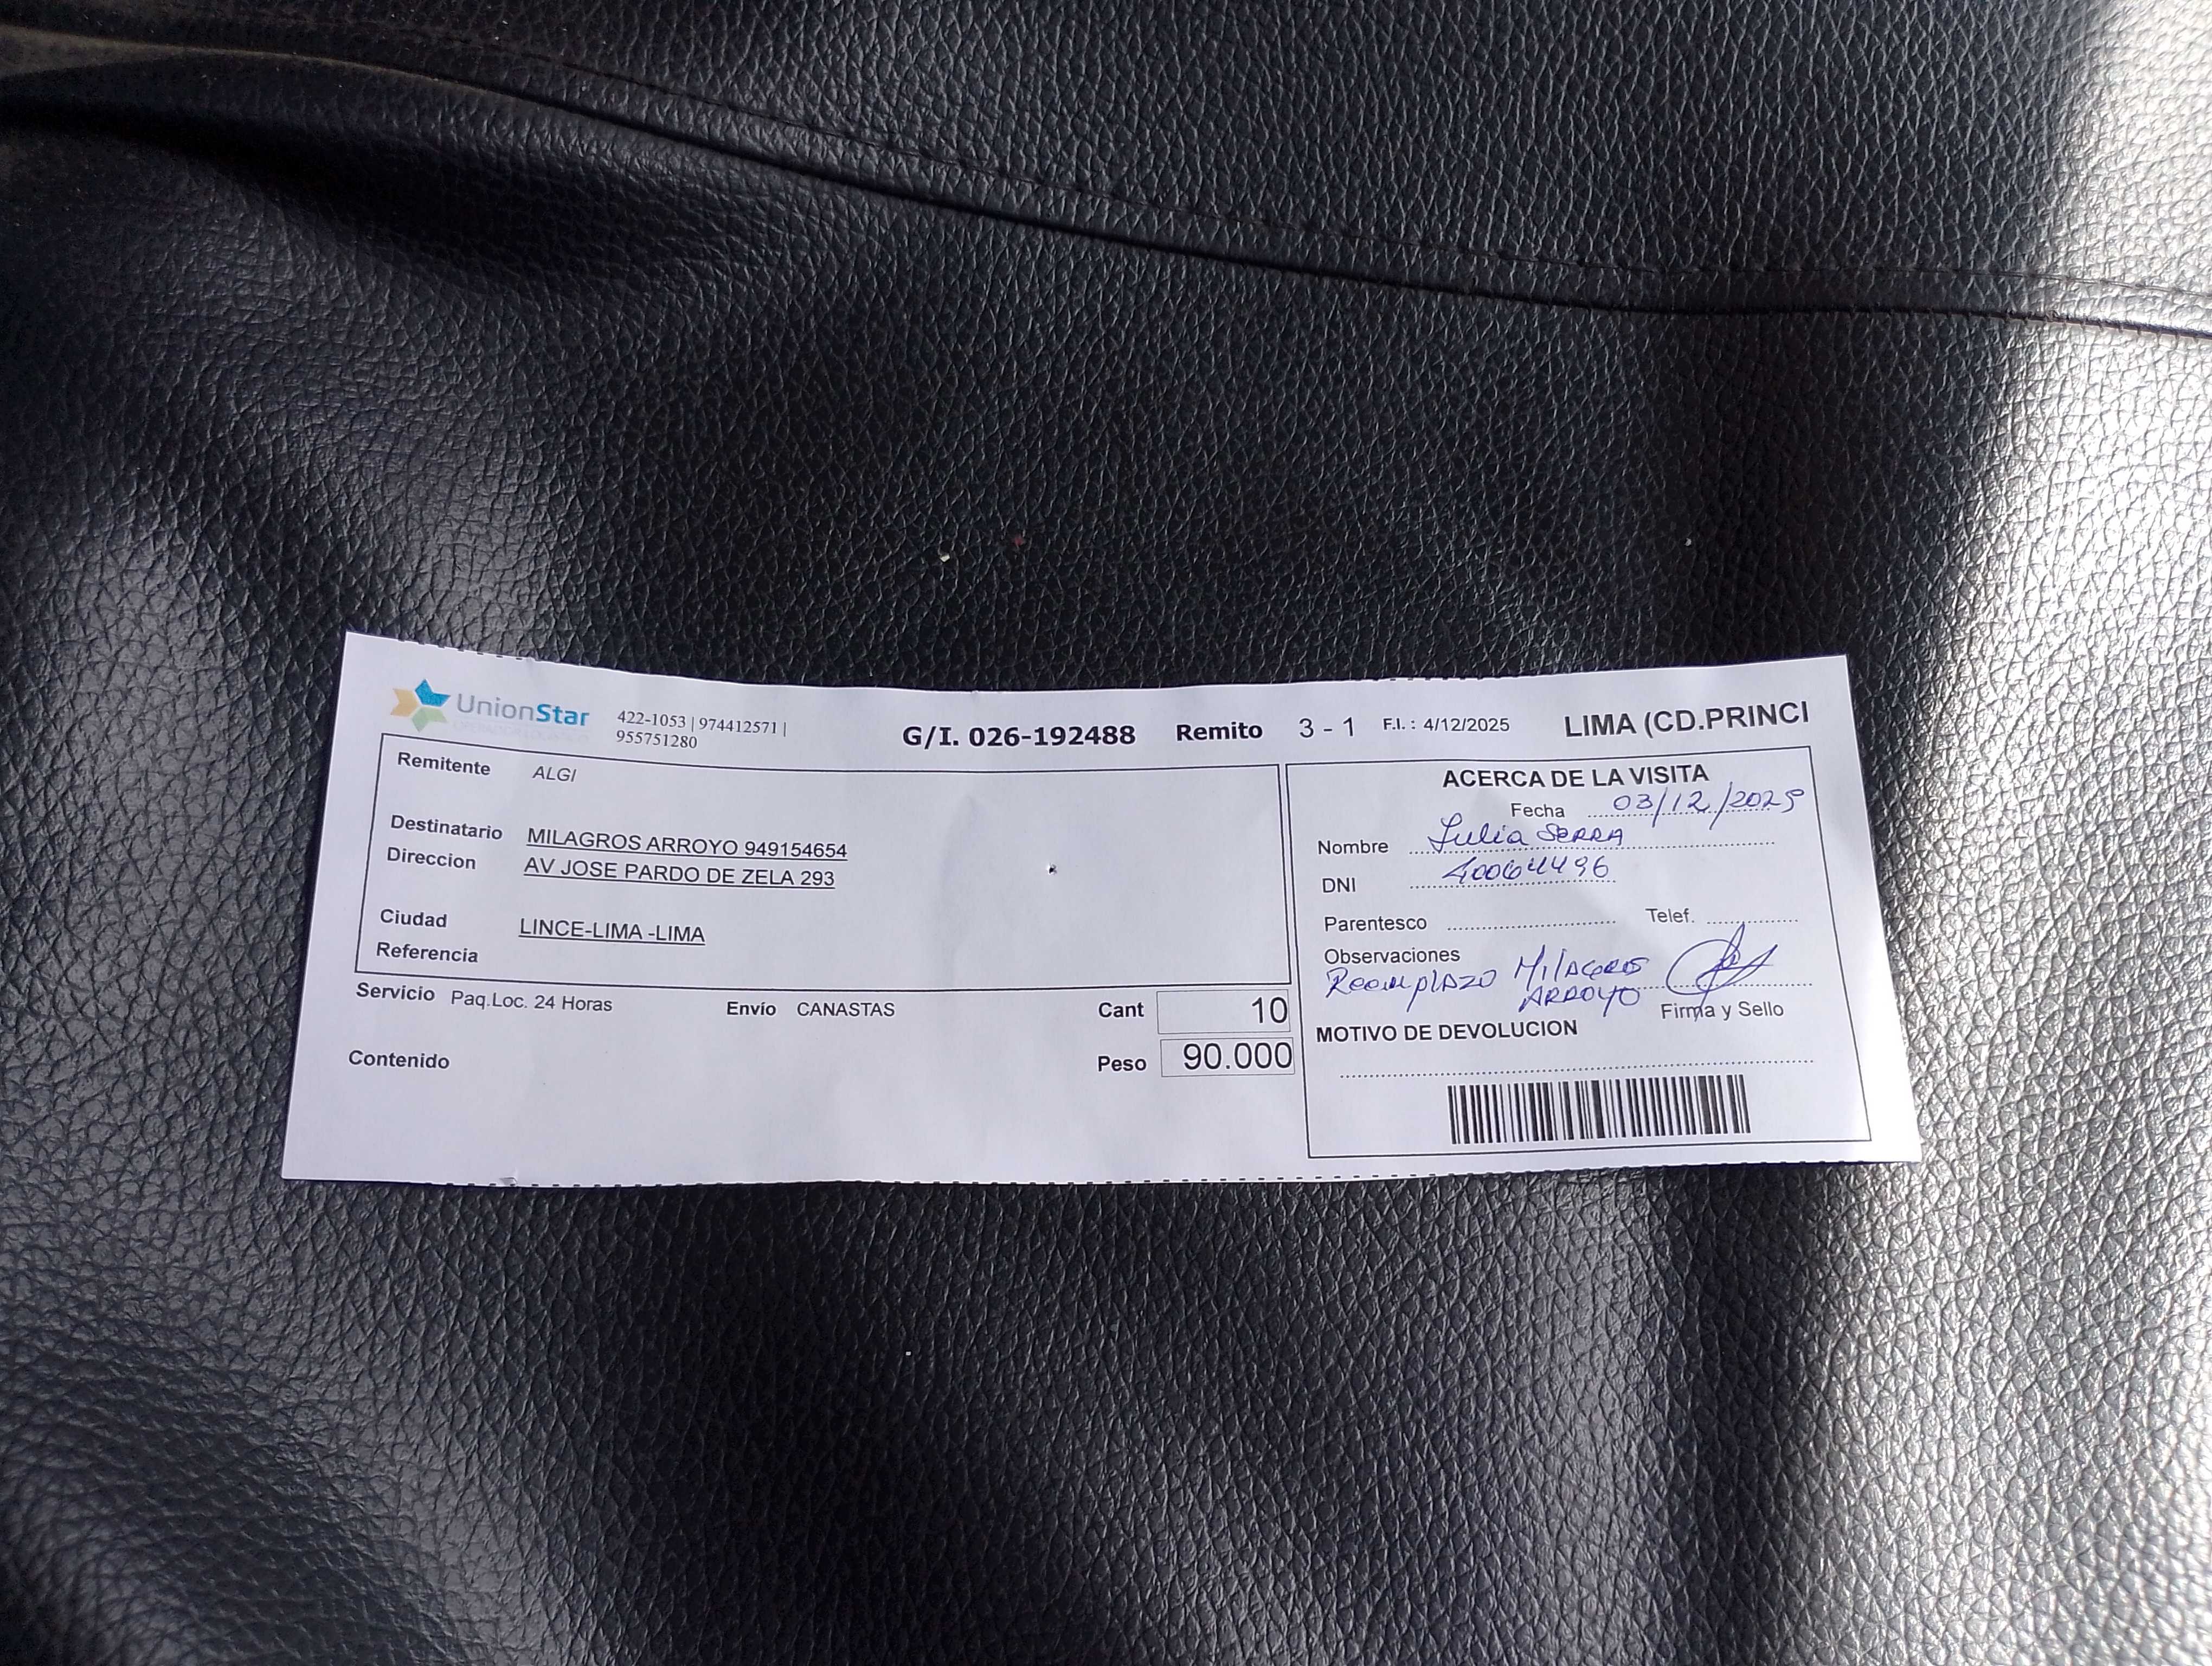 UnionStar
422-1053 | 974412571 |
955751280
G/I. 026-192488 Remito 3 - 1 F.I. : 4/12/2025 LIMA (CD.PRINCI
Remitente ALGI
Destinatario MILAGROS ARROYO 949154654
Direccion AV JOSE PARDO DE ZELA 293
Ciudad LINCE-LIMA -LIMA
Referencia
Servicio Paq.Loc. 24 Horas Envío CANASTAS Cant 10
Contenido Peso 90.000
ACERCA DE LA VISITA
Fecha 03/12/2025
Nombre Julia SERRA
DNI 40064496
Parentesco Telef.
Observaciones
Reemplazo Milagros
ARROYO
Firma y Sello
MOTIVO DE DEVOLUCION